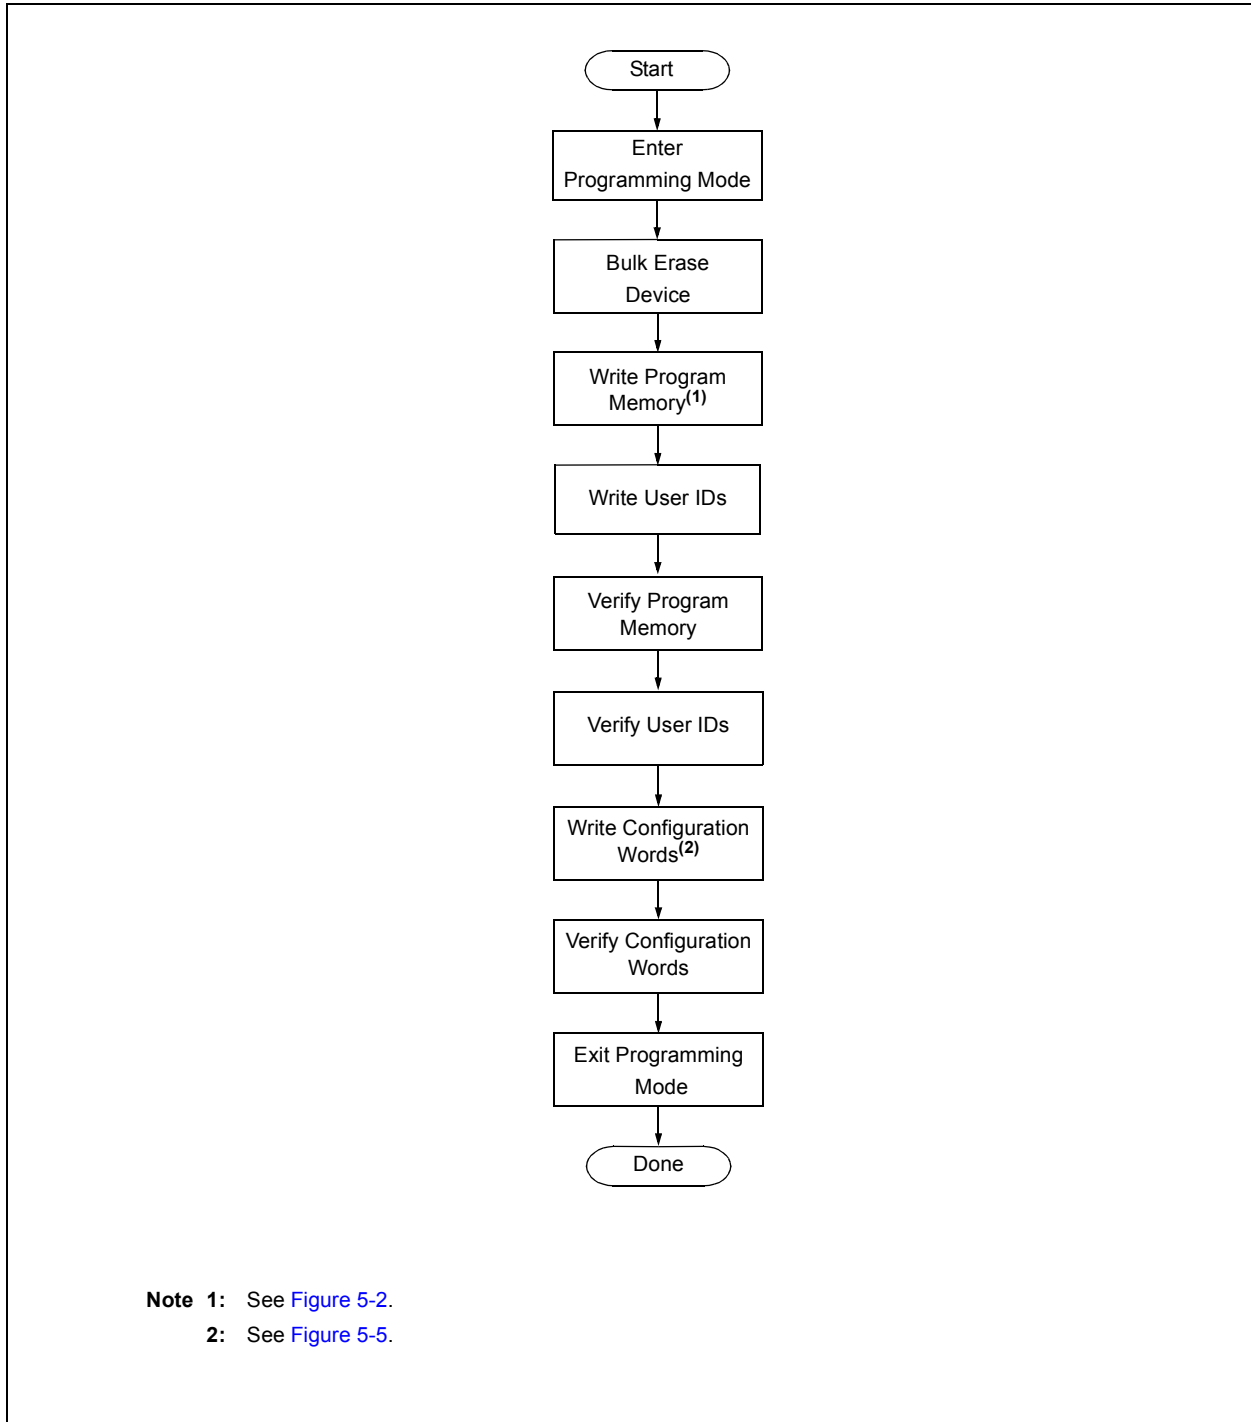 Start
Enter
Programming Mode
Bulk Erase
Device
Write Program
Memory(1)
Write User IDs
Verify Program
Memory
Verify User IDs
Write Configuration
Words(2)
Verify Configuration
Words
Exit Programming
Mode
Done
Note 1: See Figure 5-2.
2: See Figure 5-5.